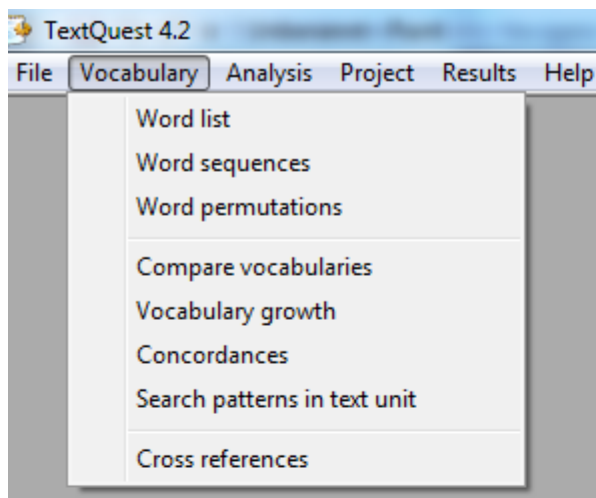 TextQuest 4.2
File Vocabulary Analysis Project Results Help
Word list
Word sequences
Word permutations
Compare vocabularies
Vocabulary growth
Concordances
Search patterns in text unit
Cross references